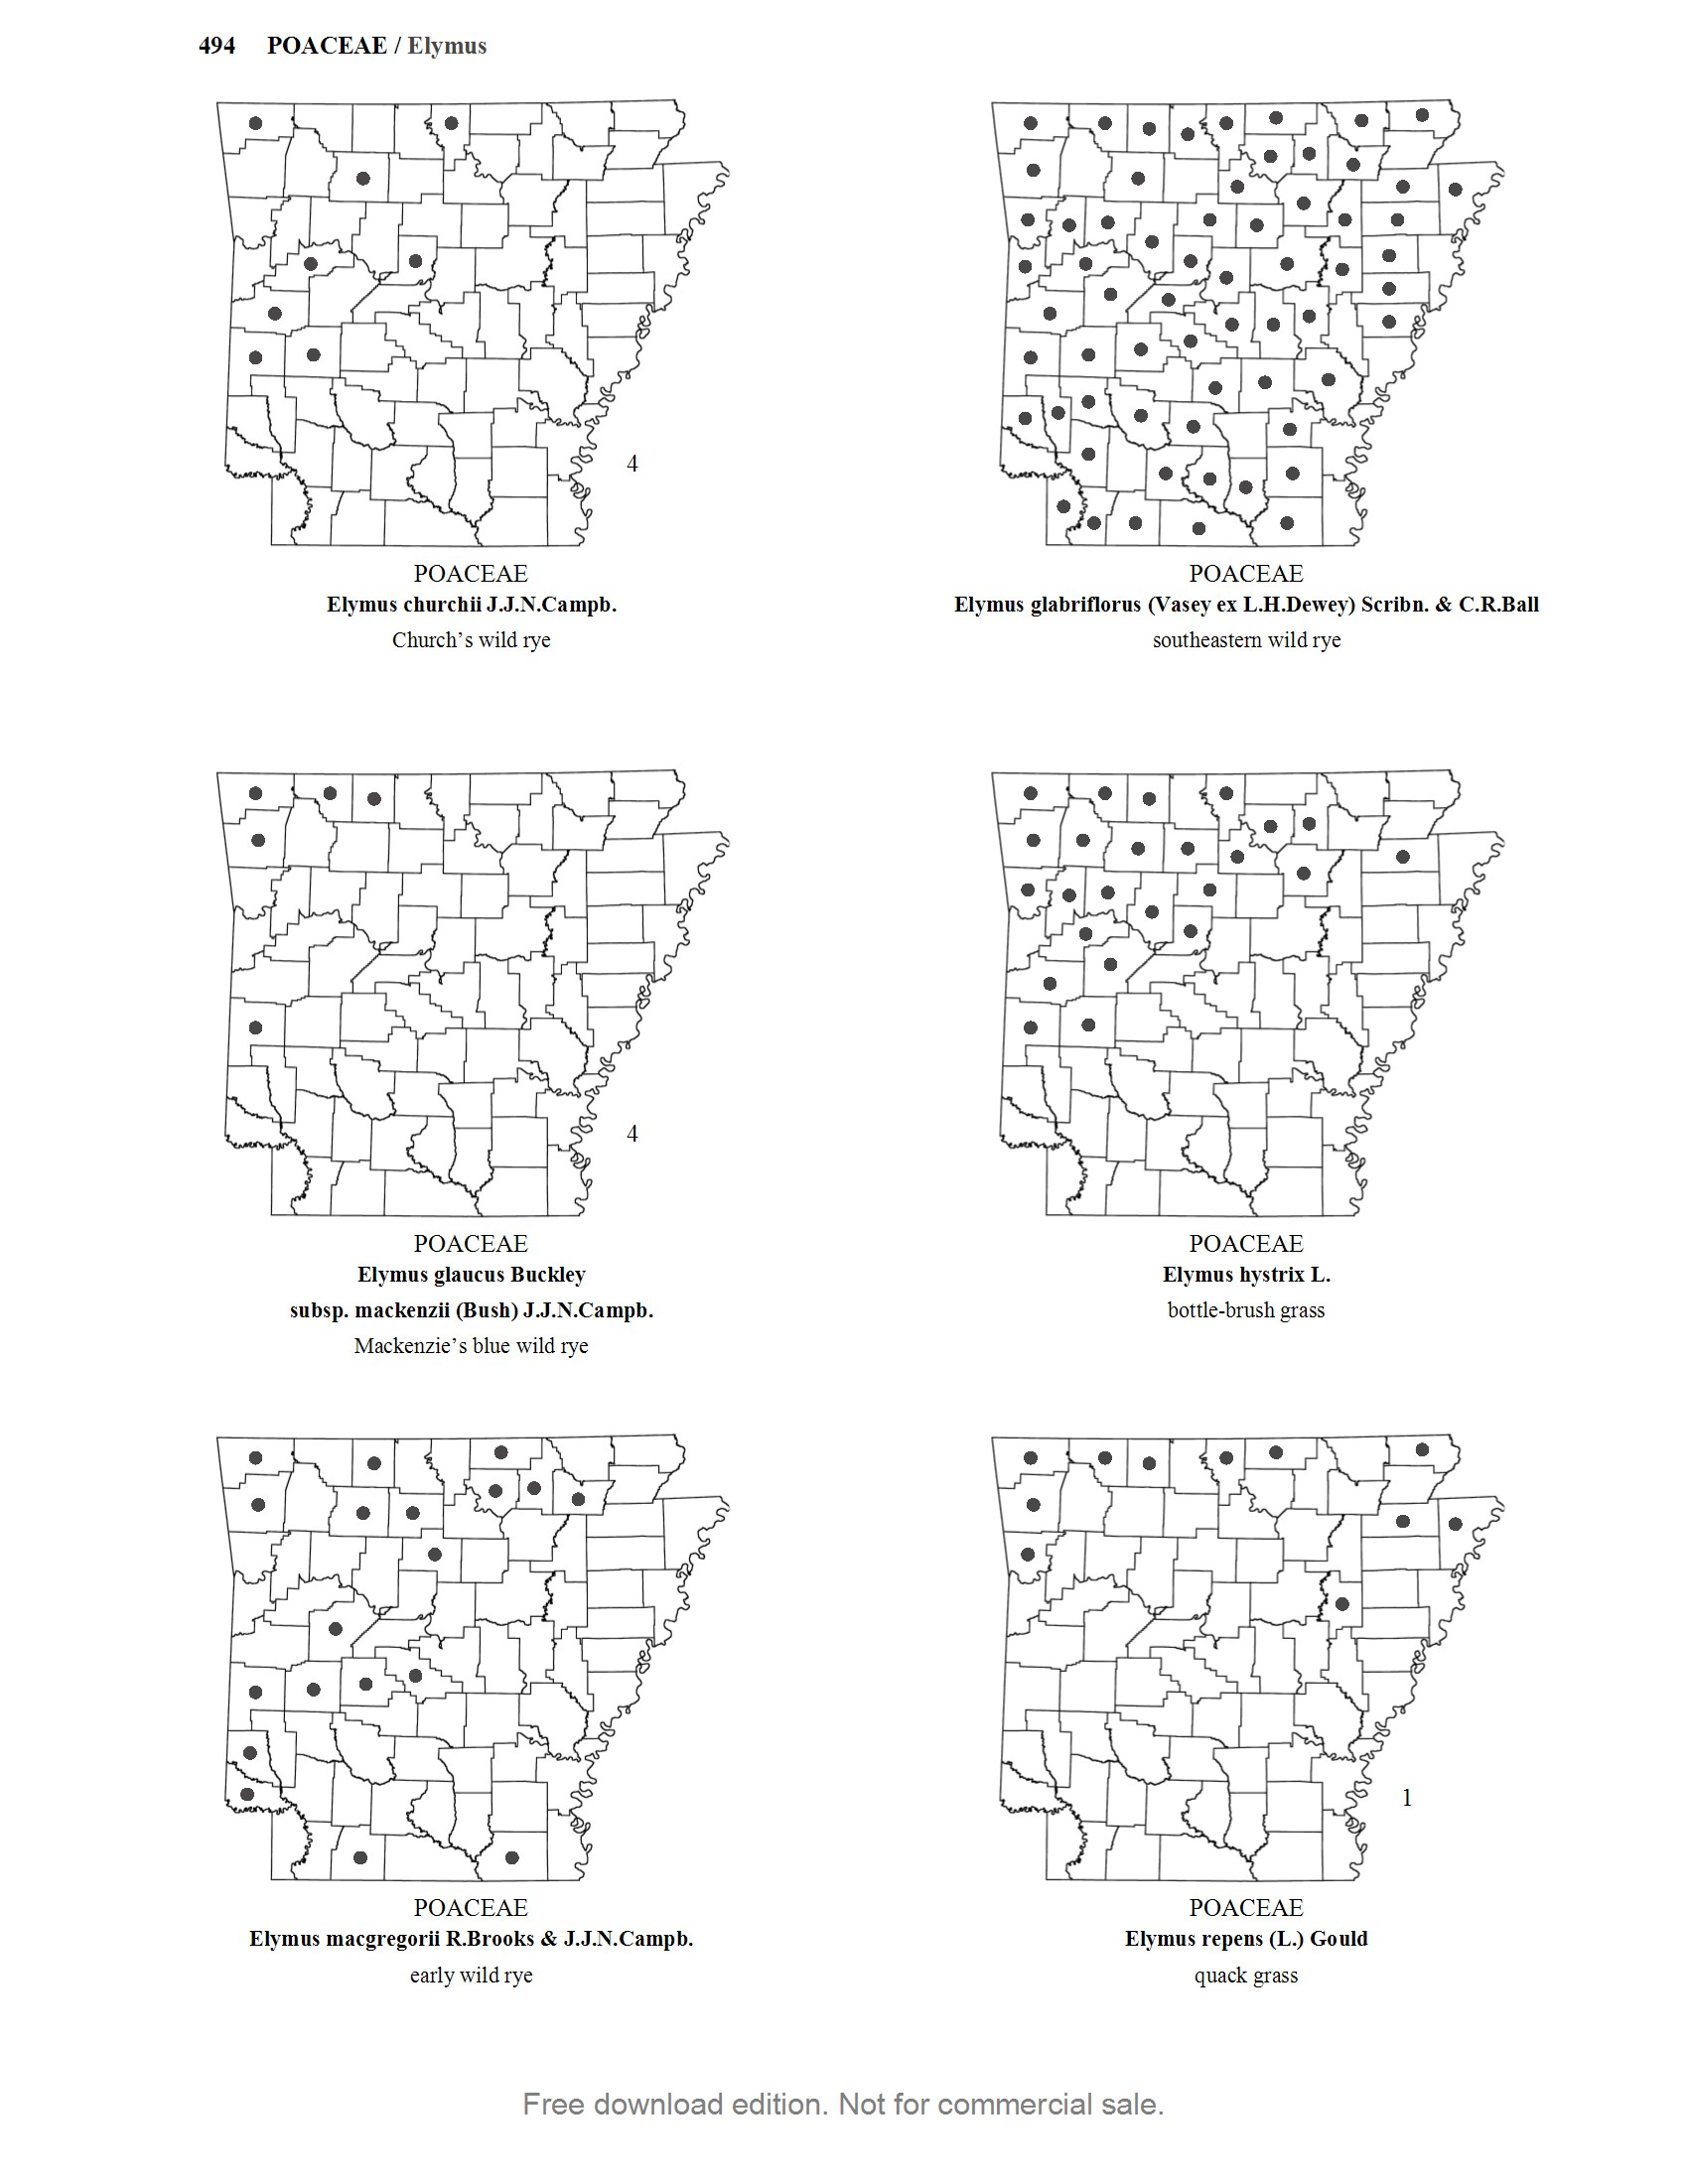 494 POACEAE / Elymus
4
POACEAE
Elymus churchii J.J.N.Campb.
Church’s wild rye
POACEAE
Elymus glabriflorus (Vasey ex L.H.Dewey) Scribn. & C.R.Ball
southeastern wild rye
4
POACEAE
Elymus glaucus Buckley
subsp. mackenzii (Bush) J.J.N.Campb.
Mackenzie’s blue wild rye
POACEAE
Elymus hystrix L.
bottle-brush grass
POACEAE
Elymus macgregorii R.Brooks & J.J.N.Campb.
early wild rye
1
POACEAE
Elymus repens (L.) Gould
quack grass
Free download edition. Not for commercial sale.